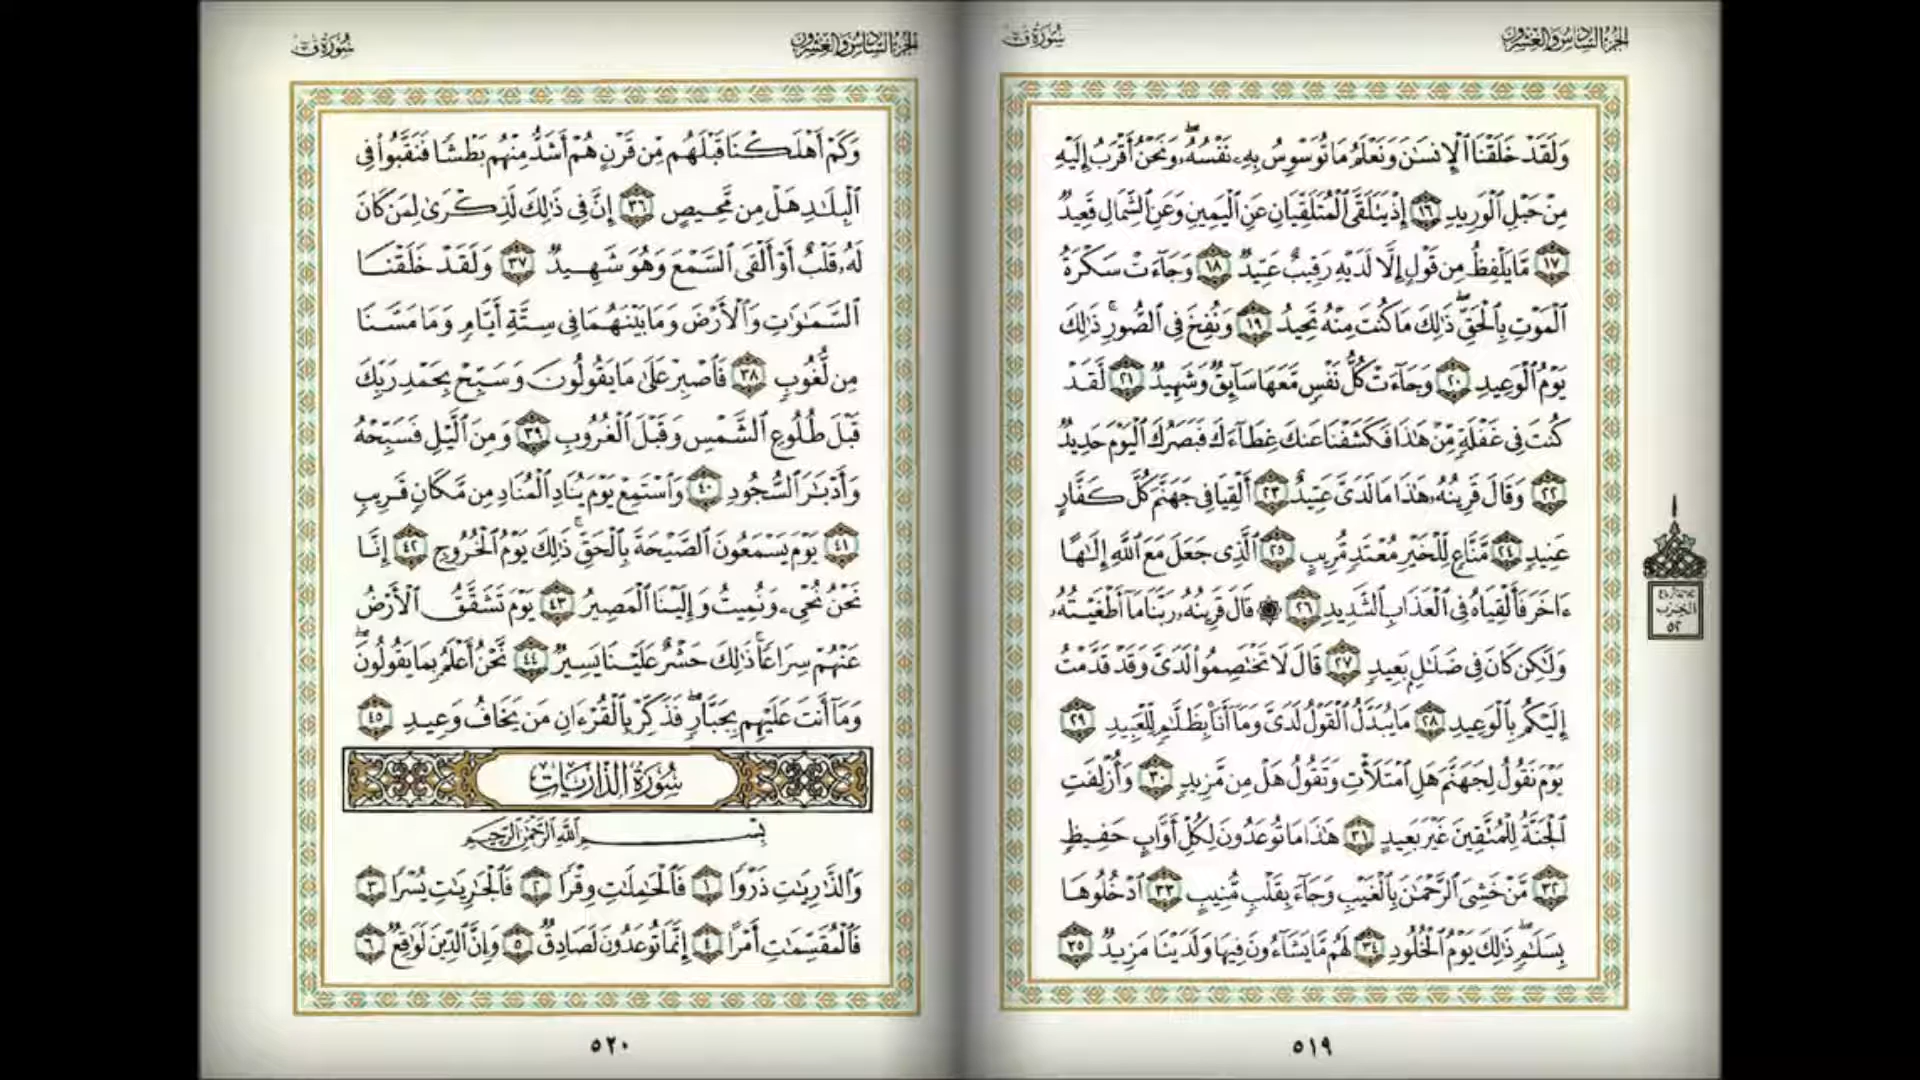 الجزء السادس والعشرون
سورة ق
وَلَقَدْ خَلَقْنَا ٱلْإِنسَٰنَ وَنَعْلَمُ مَا تُوَسْوِسُ بِهِۦ نَفْسُهُۥ ۖ وَنَحْنُ أَقْرَبُ إِلَيْهِ
مِنْ حَبْلِ ٱلْوَرِيدِ ١٦ إِذْ يَتَلَقَّى ٱلْمُتَلَقِّيَانِ عَنِ ٱلْيَمِينِ وَعَنِ ٱلشِّمَالِ قَعِيدٌ
١٧ مَّا يَلْفِظُ مِن قَوْلٍ إِلَّا لَدَيْهِ رَقِيبٌ عَتِيدٌ ١٨ وَجَآءَتْ سَكْرَةُ
ٱلْمَوْتِ بِٱلْحَقِّ ۖ ذَٰلِكَ مَا كُنتَ مِنْهُ تَحِيدُ ١٩ وَنُفِخَ فِى ٱلصُّورِ ۚ ذَٰلِكَ
يَوْمُ ٱلْوَعِيدِ ٢٠ وَجَآءَتْ كُلُّ نَفْسٍ مَّعَهَا سَآئِقٌ وَشَهِيدٌ ٢١ لَّقَدْ
كُنتَ فِى غَفْلَةٍ مِّنْ هَٰذَا فَكَشَفْنَا عَنكَ غِطَآءَكَ فَبَصَرُكَ ٱلْيَوْمَ حَدِيدٌ
٢٢ وَقَالَ قَرِينُهُۥ هَٰذَا مَا لَدَىَّ عَتِيدٌ ٢٣ أَلْقِيَا فِى جَهَنَّمَ كُلَّ كَفَّارٍ
عَنِيدٍ ٢٤ مَّنَّاعٍ لِّلْخَيْرِ مُعْتَدٍ مُّرِيبٍ ٢٥ ٱلَّذِى جَعَلَ مَعَ ٱللَّهِ إِلَٰهًا
ءَاخَرَ فَأَلْقِيَاهُ فِى ٱلْعَذَابِ ٱلشَّدِيدِ ٢٦ ۞ قَالَ قَرِينُهُۥ رَبَّنَا مَآ أَطْغَيْتُهُۥ
وَلَٰكِن كَانَ فِى ضَلَٰلٍۭ بَعِيدٍ ٢٧ قَالَ لَا تَخْتَصِمُوا۟ لَدَىَّ وَقَدْ قَدَّمْتُ
إِلَيْكُم بِٱلْوَعِيدِ ٢٨ مَا يُبَدَّلُ ٱلْقَوْلُ لَدَىَّ وَمَآ أَنَا۠ بِظَلَّٰمٍ لِّلْعَبِيدِ ٢٩
يَوْمَ نَقُولُ لِجَهَنَّمَ هَلِ ٱمْتَلَأْتِ وَتَقُولُ هَلْ مِن مَّزِيدٍ ٣٠ وَأُزْلِفَتِ
ٱلْجَنَّةُ لِلْمُتَّقِينَ غَيْرَ بَعِيدٍ ٣١ هَٰذَا مَا تُوعَدُونَ لِكُلِّ أَوَّابٍ حَفِيظٍ
٣٢ مَّنْ خَشِىَ ٱلرَّحْمَٰنَ بِٱلْغَيْبِ وَجَآءَ بِقَلْبٍ مُّنِيبٍ ٣٣ ٱدْخُلُوهَا
بِسَلَٰمٍ ۖ ذَٰلِكَ يَوْمُ ٱلْخُلُودِ ٣٤ لَهُم مَّا يَشَآءُونَ فِيهَا وَلَدَيْنَا مَزِيدٌ ٣٥
الحزب
٥٢
٥١٩
الجزء السادس والعشرون
سورة ق
وَكَمْ أَهْلَكْنَا قَبْلَهُم مِّن قَرْنٍ هُمْ أَشَدُّ مِنْهُم بَطْشًا فَنَقَّبُوا۟ فِى
ٱلْبِلَٰدِ هَلْ مِن مَّحِيصٍ ٣٦ إِنَّ فِى ذَٰلِكَ لَذِكْرَىٰ لِمَن كَانَ
لَهُۥ قَلْبٌ أَوْ أَلْقَى ٱلسَّمْعَ وَهُوَ شَهِيدٌ ٣٧ وَلَقَدْ خَلَقْنَا
ٱلسَّمَٰوَٰتِ وَٱلْأَرْضَ وَمَا بَيْنَهُمَا فِى سِتَّةِ أَيَّامٍ وَمَا مَسَّنَا
مِن لُّغُوبٍ ٣٨ فَٱصْبِرْ عَلَىٰ مَا يَقُولُونَ وَسَبِّحْ بِحَمْدِ رَبِّكَ
قَبْلَ طُلُوعِ ٱلشَّمْسِ وَقَبْلَ ٱلْغُرُوبِ ٣٩ وَمِنَ ٱلَّيْلِ فَسَبِّحْهُ
وَأَدْبَٰرَ ٱلسُّجُودِ ٤٠ وَٱسْتَمِعْ يَوْمَ يُنَادِ ٱلْمُنَادِ مِن مَّكَانٍ قَرِيبٍ
٤١ يَوْمَ يَسْمَعُونَ ٱلصَّيْحَةَ بِٱلْحَقِّ ۚ ذَٰلِكَ يَوْمُ ٱلْخُرُوجِ ٤٢ إِنَّا
نَحْنُ نُحْىِۦ وَنُمِيتُ وَإِلَيْنَا ٱلْمَصِيرُ ٤٣ يَوْمَ تَشَقَّقُ ٱلْأَرْضُ
عَنْهُمْ سِرَاعًا ۚ ذَٰلِكَ حَشْرٌ عَلَيْنَا يَسِيرٌ ٤٤ نَّحْنُ أَعْلَمُ بِمَا يَقُولُونَ ۖ
وَمَآ أَنتَ عَلَيْهِم بِجَبَّارٍ ۖ فَذَكِّرْ بِٱلْقُرْءَانِ مَن يَخَافُ وَعِيدِ ٤٥
سُورَةُ الذَّارِيَات
بِسْمِ ٱللَّهِ ٱلرَّحْمَٰنِ ٱلرَّحِيمِ
وَٱلذَّٰرِيَٰتِ ذَرْوًا ١ فَٱلْحَٰمِلَٰتِ وِقْرًا ٢ فَٱلْجَٰرِيَٰتِ يُسْرًا ٣
فَٱلْمُقَسِّمَٰتِ أَمْرًا ٤ إِنَّمَا تُوعَدُونَ لَصَادِقٌ ٥ وَإِنَّ ٱلدِّينَ لَوَٰقِعٌ ٦
٥٢٠